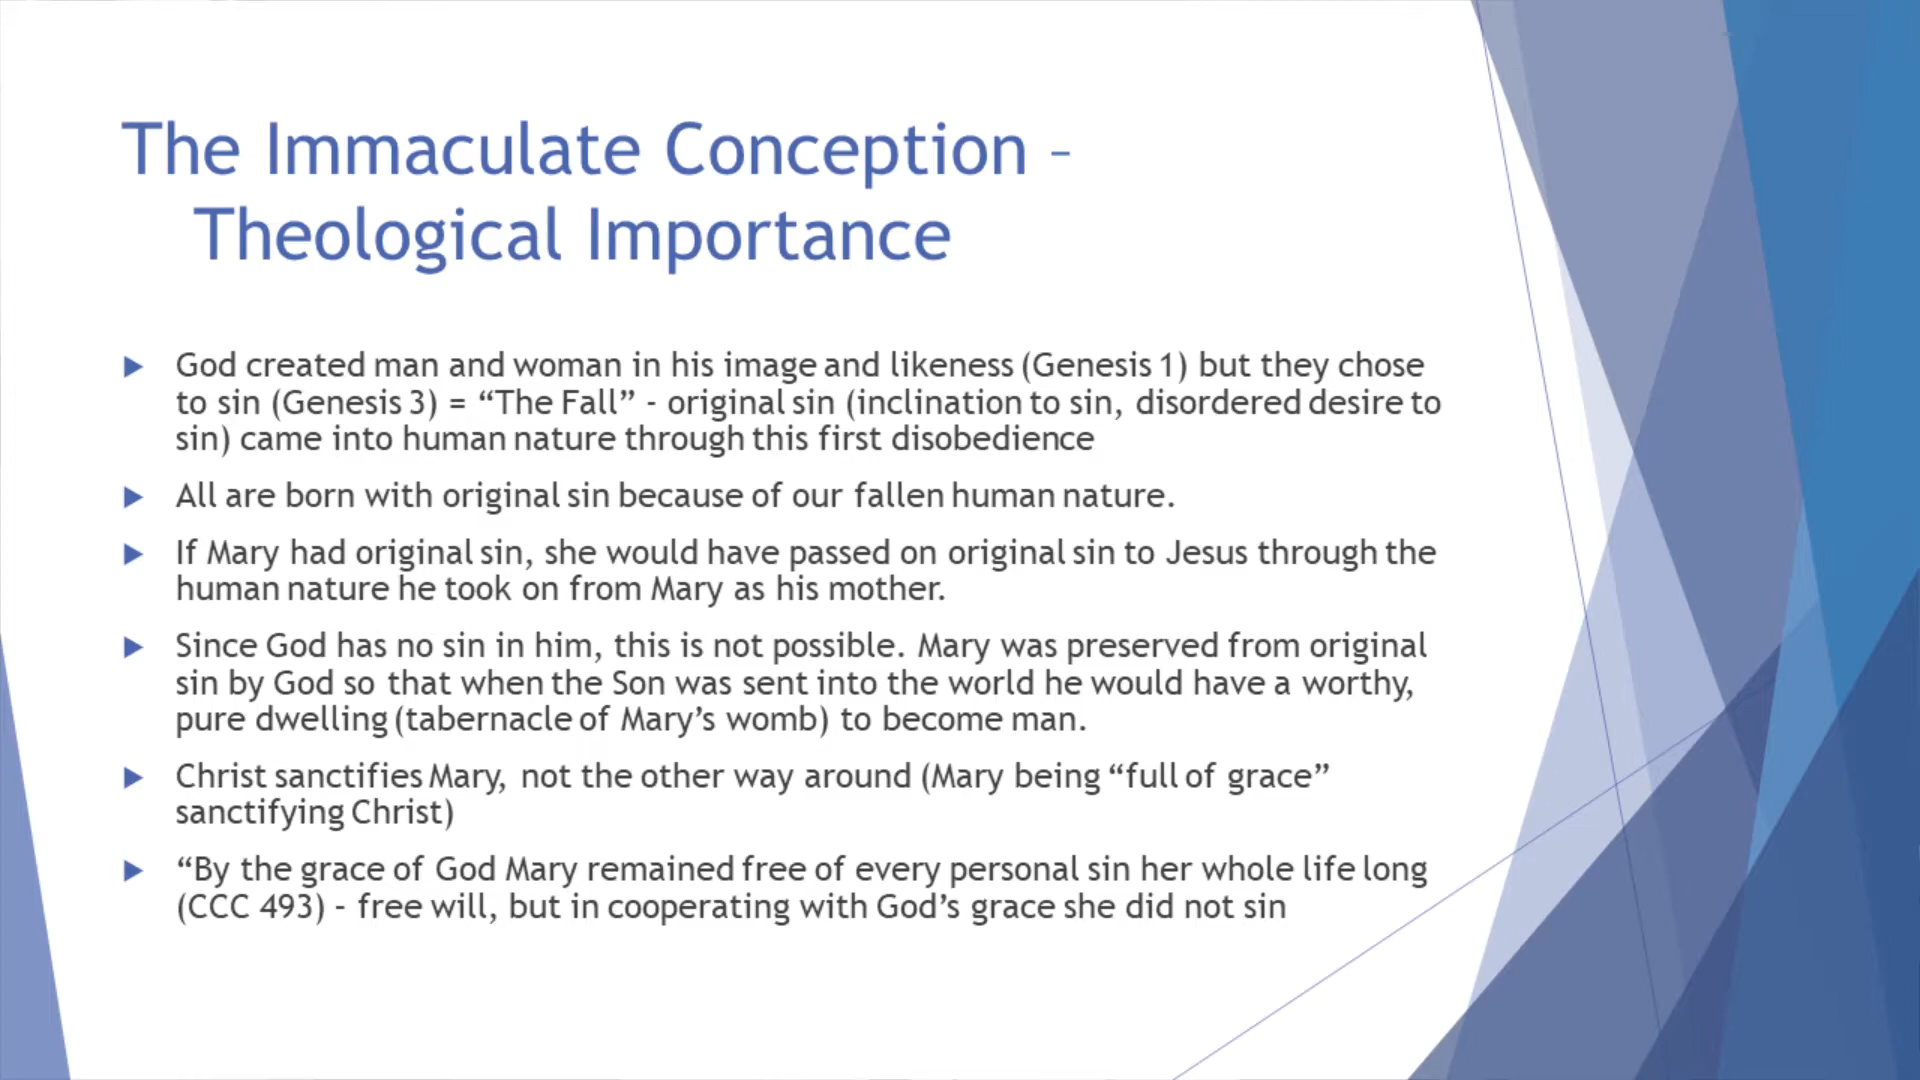 The Immaculate Conception –
Theological Importance
God created man and woman in his image and likeness (Genesis 1) but they chose
to sin (Genesis 3) = “The Fall” - original sin (inclination to sin, disordered desire to
sin) came into human nature through this first disobedience
All are born with original sin because of our fallen human nature.
If Mary had original sin, she would have passed on original sin to Jesus through the
human nature he took on from Mary as his mother.
Since God has no sin in him, this is not possible. Mary was preserved from original
sin by God so that when the Son was sent into the world he would have a worthy,
pure dwelling (tabernacle of Mary’s womb) to become man.
Christ sanctifies Mary, not the other way around (Mary being “full of grace”
sanctifying Christ)
“By the grace of God Mary remained free of every personal sin her whole life long
(CCC 493) - free will, but in cooperating with God’s grace she did not sin